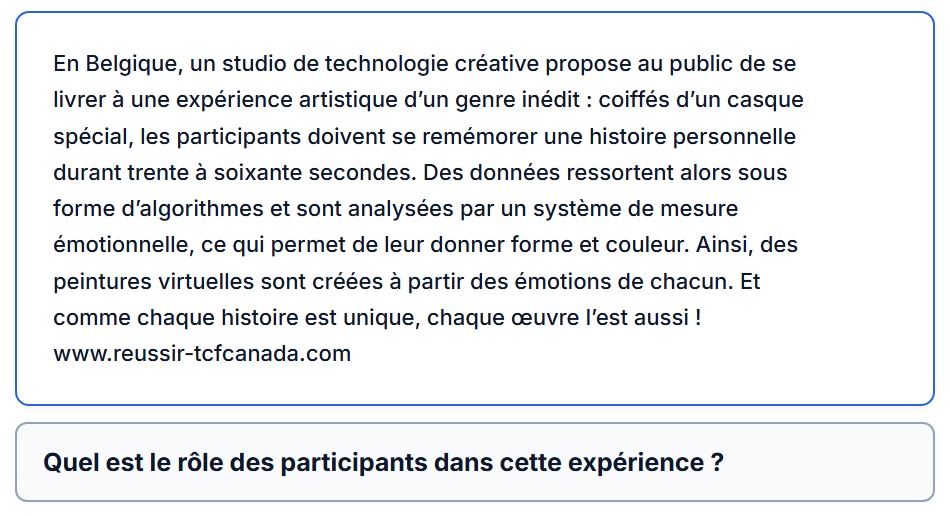 En Belgique, un studio de technologie créative propose au public de se
livrer à une expérience artistique d’un genre inédit : coiffés d’un casque
spécial, les participants doivent se remémorer une histoire personnelle
durant trente à soixante secondes. Des données ressortent alors sous
forme d’algorithmes et sont analysées par un système de mesure
émotionnelle, ce qui permet de leur donner forme et couleur. Ainsi, des
peintures virtuelles sont créées à partir des émotions de chacun. Et
comme chaque histoire est unique, chaque œuvre l’est aussi !
www.reussir-tcfcanada.com
Quel est le rôle des participants dans cette expérience ?